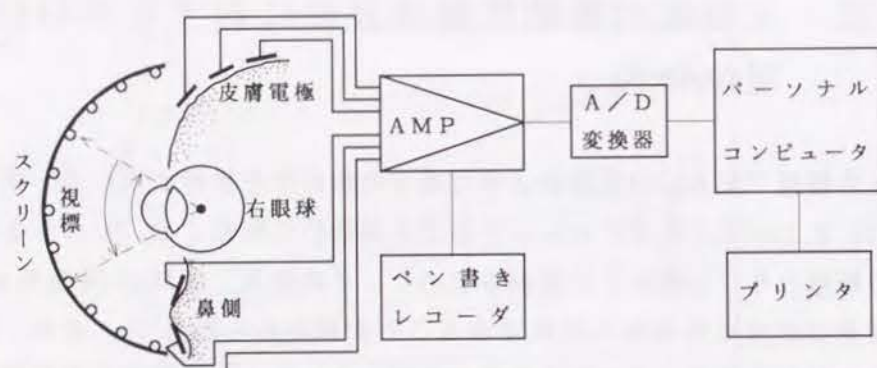 スクリーン
視標
皮膚電極
右眼球
鼻側
AMP
A/D
変換器
パーソナル
コンピュータ
ペン書き
レコーダ
プリンタ